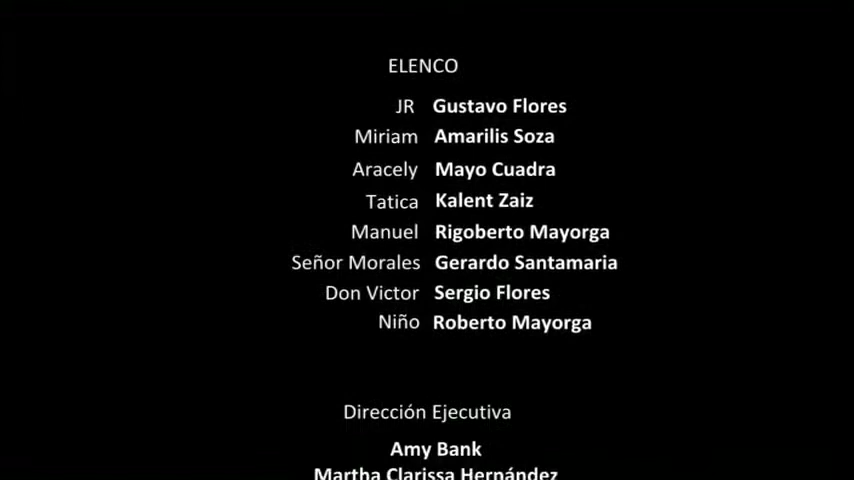 ELENCO
JR Gustavo Flores
Miriam Amarilis Soza
Aracely Mayo Cuadra
Tatica Kalent Zaiz
Manuel Rigoberto Mayorga
Señor Morales Gerardo Santamaria
Don Victor Sergio Flores
Niño Roberto Mayorga
Dirección Ejecutiva
Amy Bank
Martha Clarissa Hernández